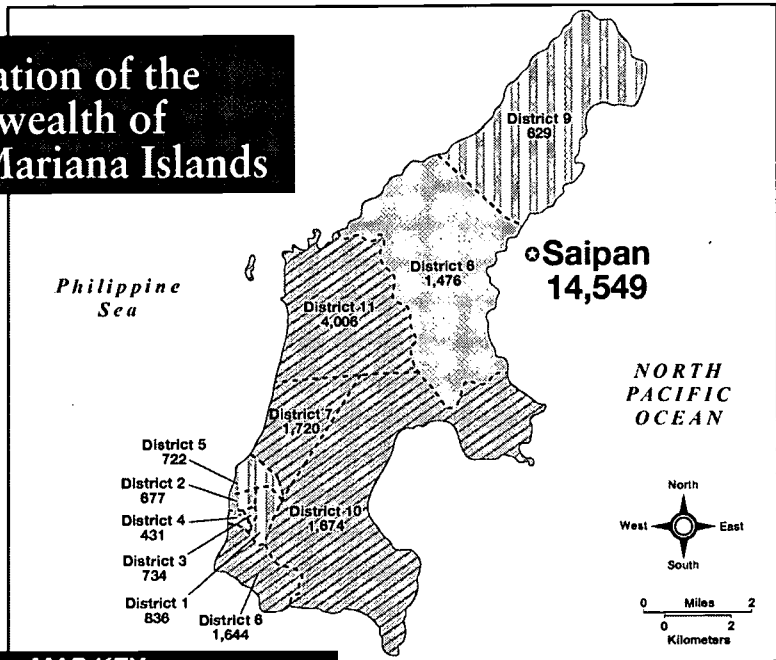 ation of the
wealth of
Mariana Islands
District 9
629
Saipan
14,549
District 8
1,476
Philippine
Sea
District 11
4,006
NORTH
PACIFIC
OCEAN
District 7
1,720
District 5
722
District 2
677
District 4
431
District 3
734
District 1
836
District 6
1,644
District 10
1,674
North
West East
South
0 Miles 2
0 2
Kilometers
MAP KEY